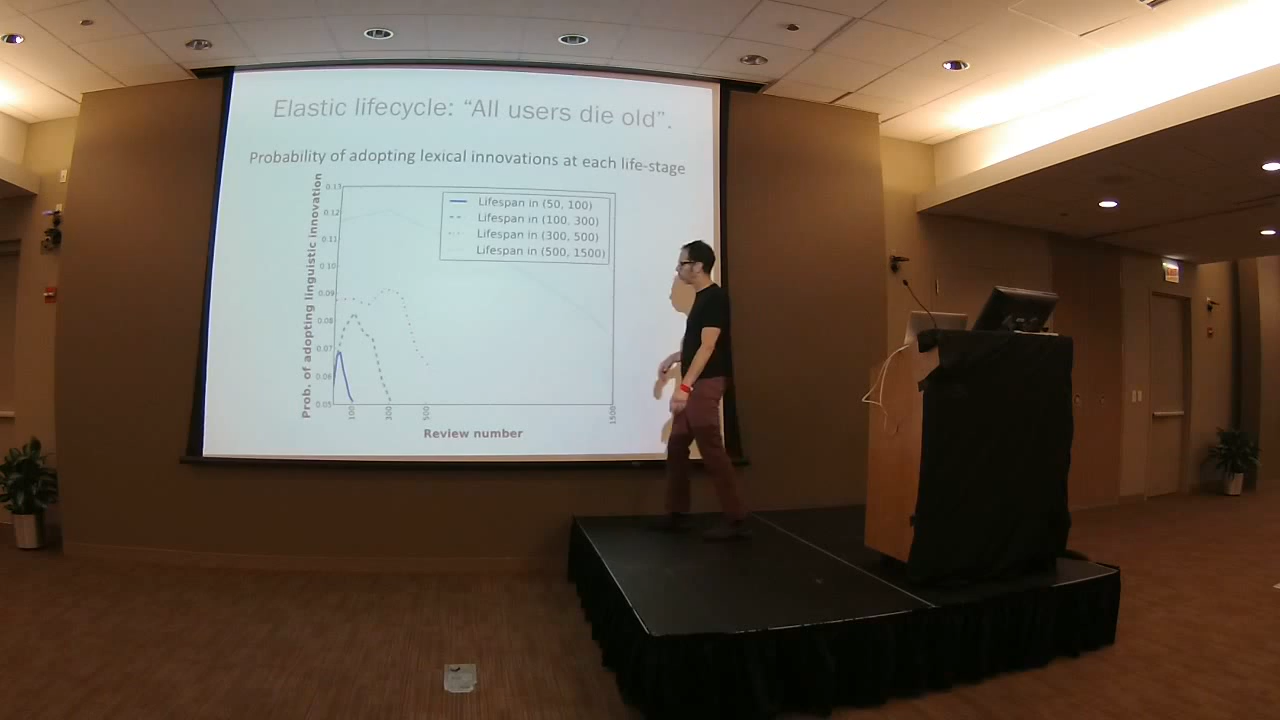 Elastic lifecycle: “All users die old”.
Probability of adopting lexical innovations at each life-stage
Prob. of adopting linguistic innovation
0.13
0.12
0.11
0.10
0.09
0.08
0.07
0.06
0.05
Lifespan in (50, 100)
Lifespan in (100, 300)
Lifespan in (300, 500)
Lifespan in (500, 1500)
100
300
500
1500
Review number